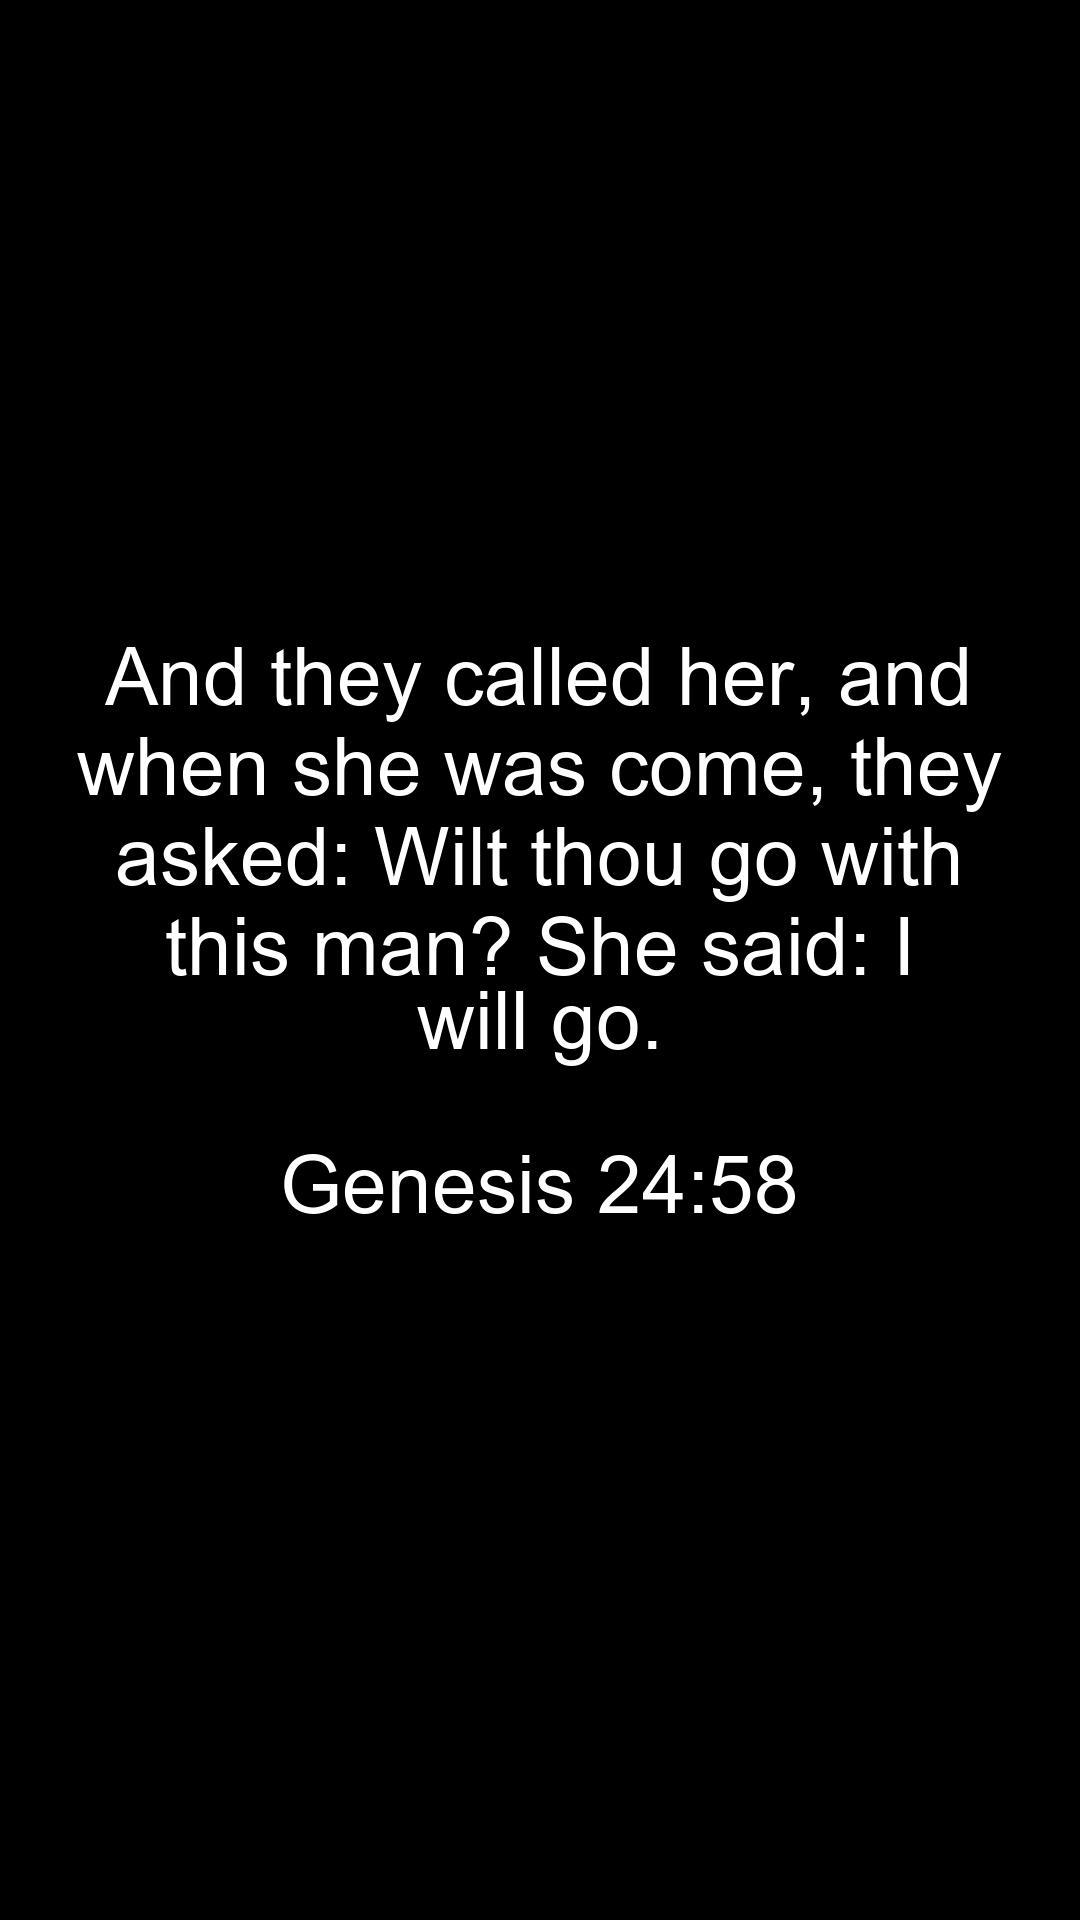 And they called her, and
when she was come, they
asked: Wilt thou go with
this man? She said: I
will go.
Genesis 24:58